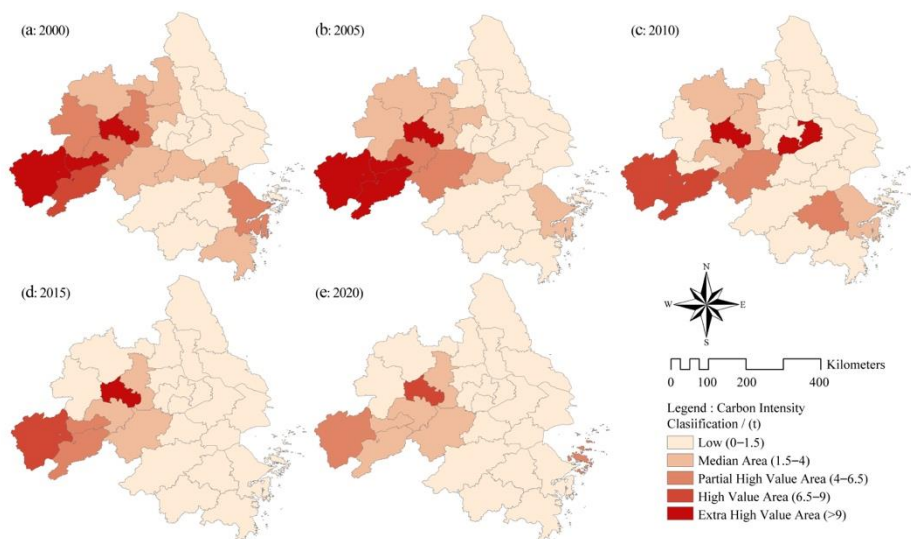 (a: 2000)
(b: 2005)
(c: 2010)
(d: 2015)
(e: 2020)
N
W E
S
Kilometers
0 100 200 400
Legend : Carbon Intensity
Clasiification / (t)
Low (0−1.5)
Median Area (1.5−4)
Partial High Value Area (4−6.5)
High Value Area (6.5−9)
Extra High Value Area (>9)